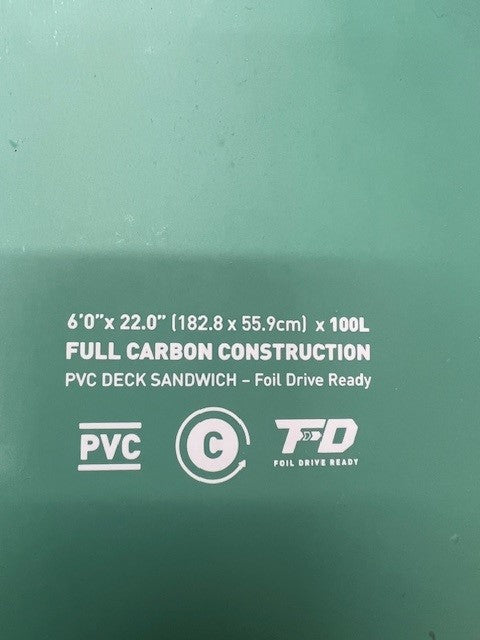 6'0"x 22.0" (182.8 x 55.9cm) x 100L
FULL CARBON CONSTRUCTION
PVC DECK SANDWICH – Foil Drive Ready
PVC
C
FD
FOIL DRIVE READY